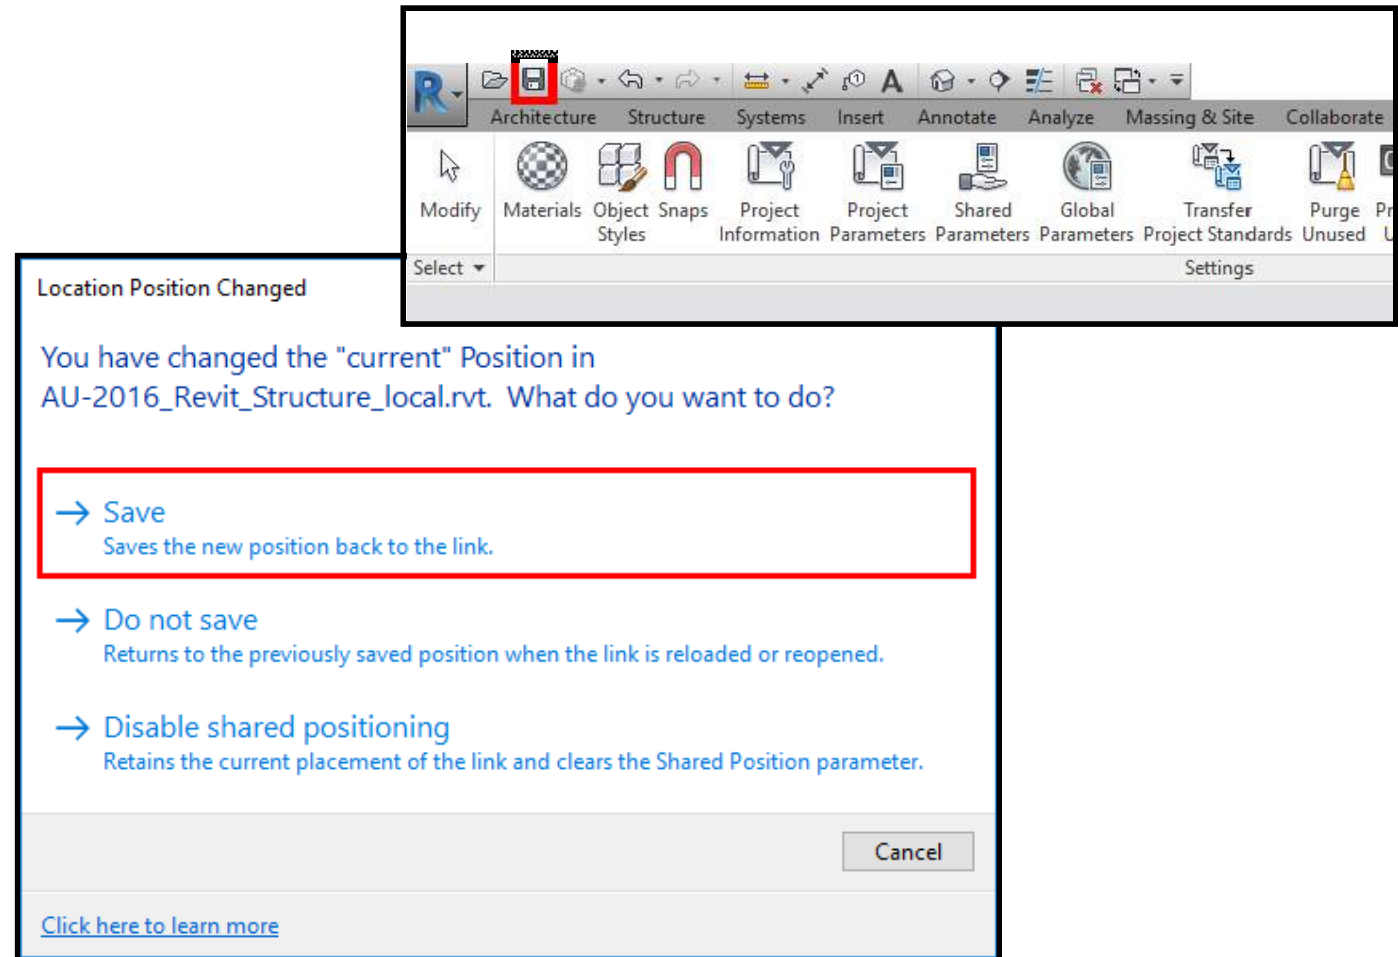 R
A
Architecture Structure Systems Insert Annotate Analyze Massing & Site Collaborate
Modify Materials Object Snaps Project Project Shared Global Transfer Purge Pr
Styles Information Parameters Parameters Parameters Project Standards Unused U
Select Settings
Location Position Changed
You have changed the "current" Position in
AU-2016_Revit_Structure_local.rvt. What do you want to do?
Save
Saves the new position back to the link.
Do not save
Returns to the previously saved position when the link is reloaded or reopened.
Disable shared positioning
Retains the current placement of the link and clears the Shared Position parameter.
Cancel
Click here to learn more